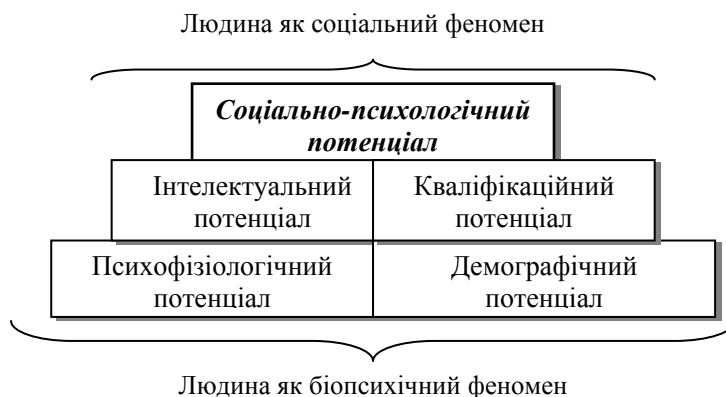 Людина як соціальний феномен
Соціально-психологічний
потенціал
Інтелектуальний
потенціал
Кваліфікаційний
потенціал
Психофізіологічний
потенціал
Демографічний
потенціал
Людина як біопсихічний феномен